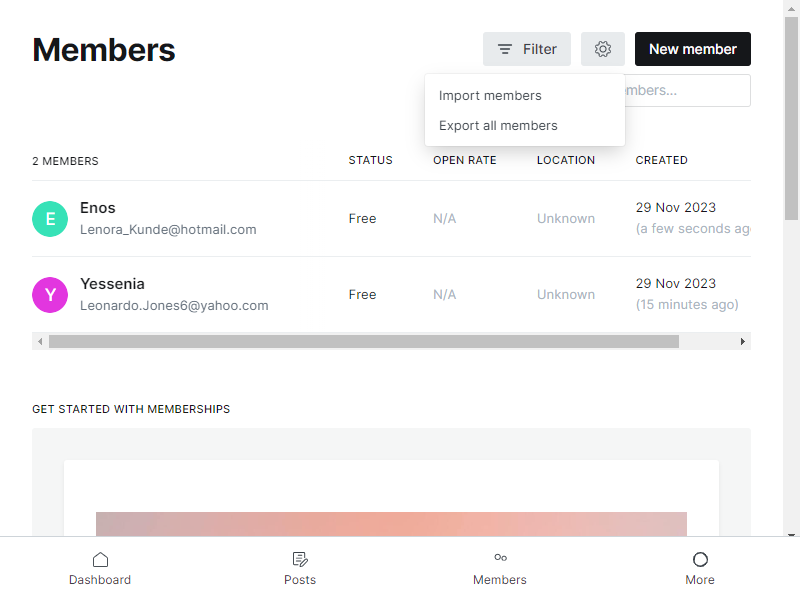 Members
Filter
New member
Import members
Export all members
mbers...
2 MEMBERS
STATUS
OPEN RATE
LOCATION
CREATED
E
Enos
Lenora_Kunde@hotmail.com
Free
N/A
Unknown
29 Nov 2023
(a few seconds ag
Y
Yessenia
Leonardo.Jones6@yahoo.com
Free
N/A
Unknown
29 Nov 2023
(15 minutes ago)
GET STARTED WITH MEMBERSHIPS
Dashboard
Posts
Members
More